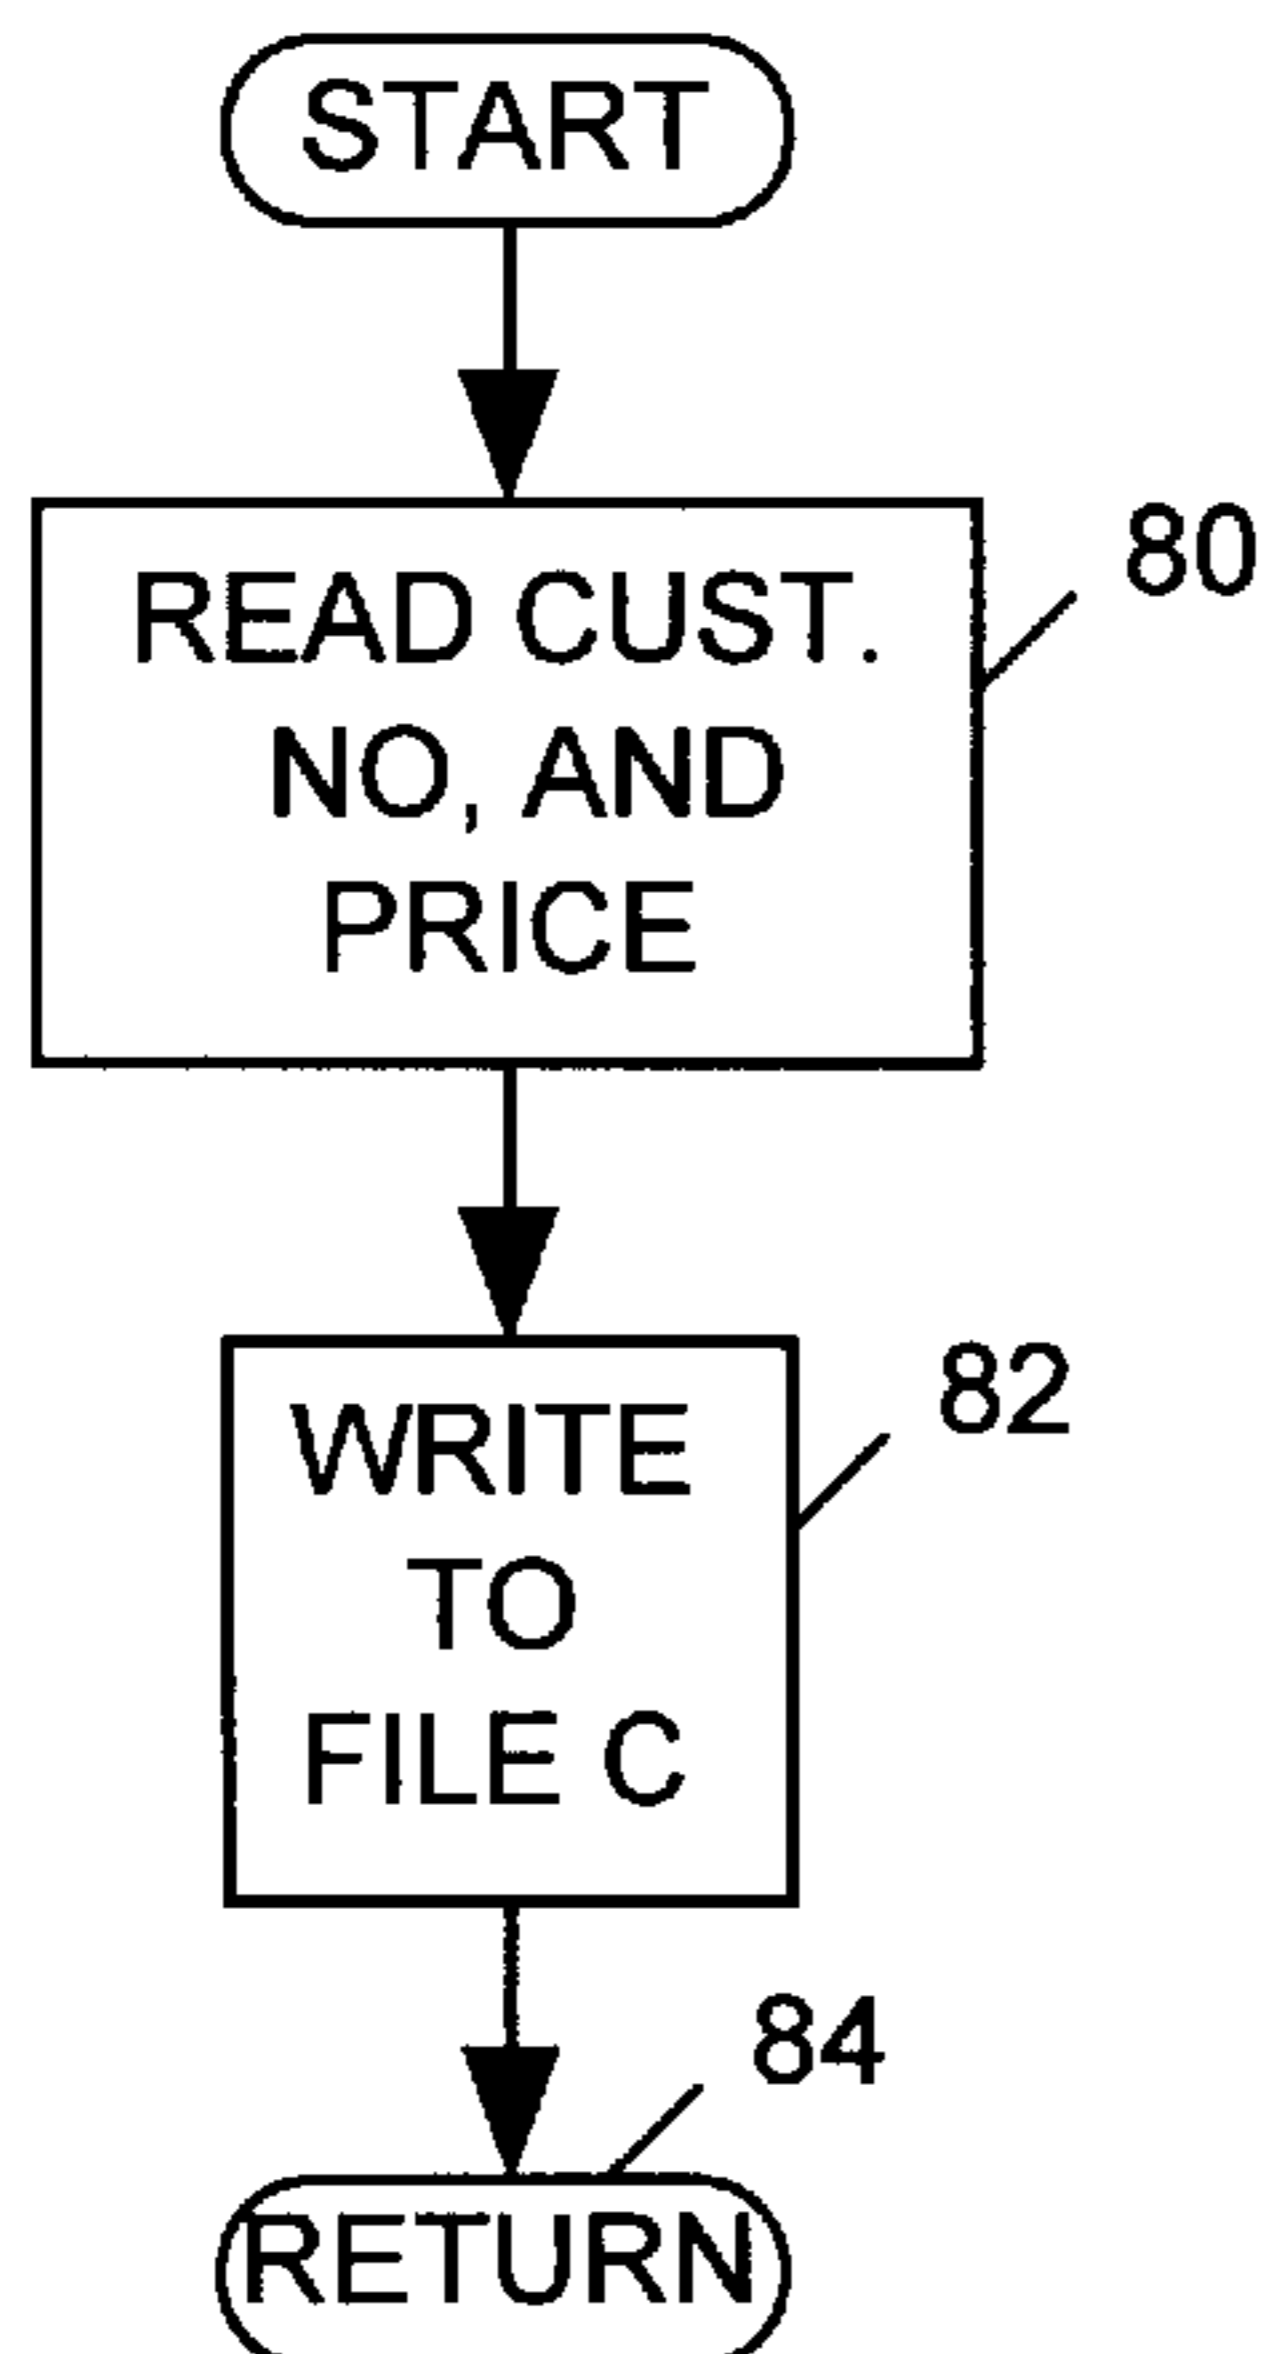 START
80
READ CUST.
NO, AND
PRICE
82
WRITE
TO
FILE C
84
RETURN